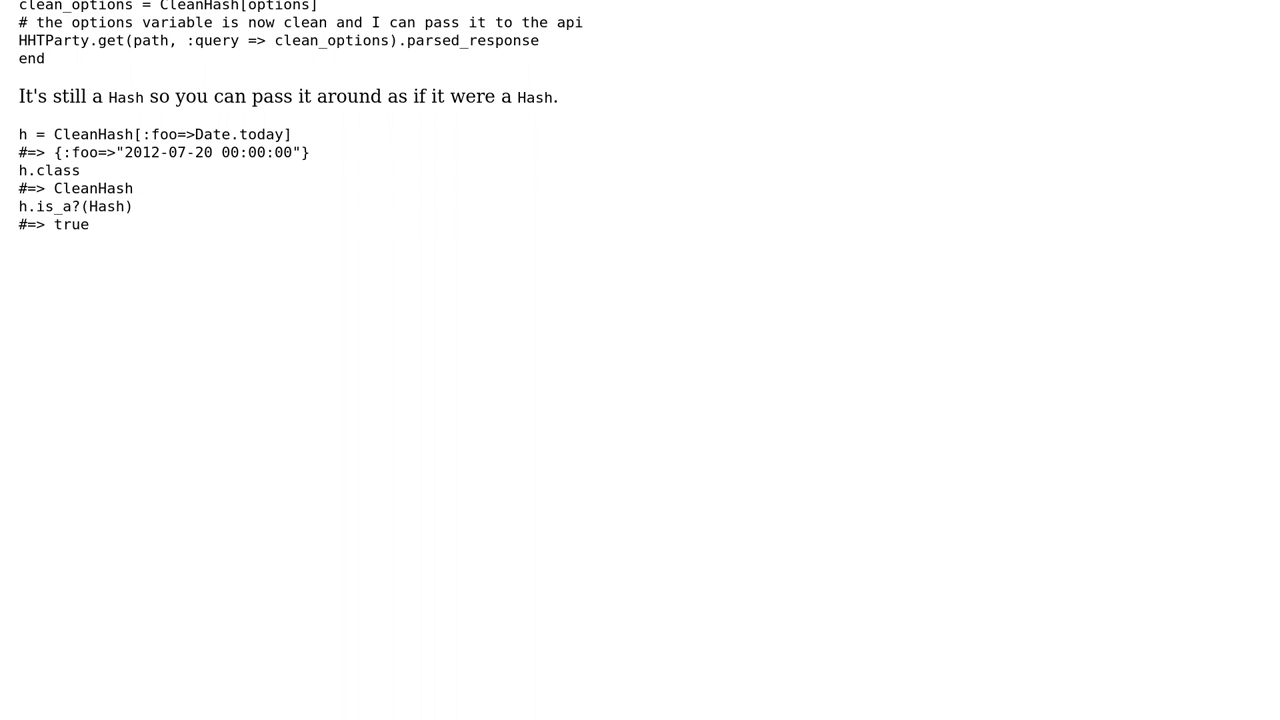 clean_options = CleanHash[options]
# the options variable is now clean and I can pass it to the api
HHTParty.get(path, :query => clean_options).parsed_response
end
It's still a Hash so you can pass it around as if it were a Hash.
h = CleanHash[:foo=>Date.today]
#=> {:foo=>"2012-07-20 00:00:00"}
h.class
#=> CleanHash
h.is_a?(Hash)
#=> true